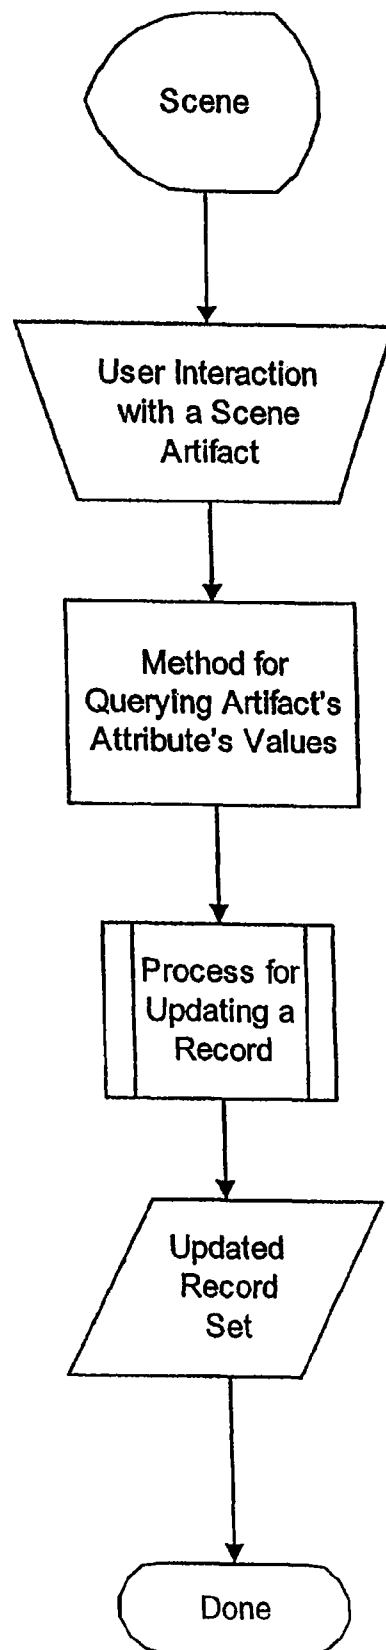 Scene
User Interaction
with a Scene
Artifact
Method for
Querying Artifact's
Attribute's Values
Process for
Updating a
Record
Updated
Record
Set
Done